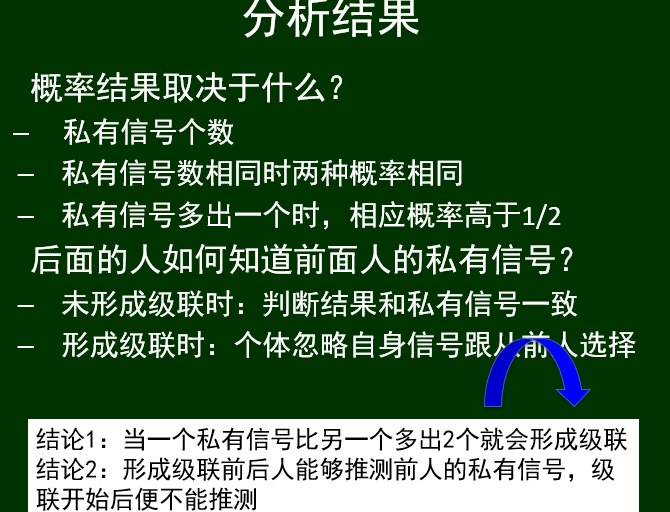 分析结果
概率结果取决于什么?
– 私有信号个数
– 私有信号数相同时两种概率相同
– 私有信号多出一个时，相应概率高于1/2
后面的人如何知道前面人的私有信号?
– 未形成级联时：判断结果和私有信号一致
– 形成级联时：个体忽略自身信号跟从前人选择
结论1：当一个私有信号比另一个多出2个就会形成级联
结论2：形成级联前后人能够推测前人的私有信号，级
联开始后便不能推测